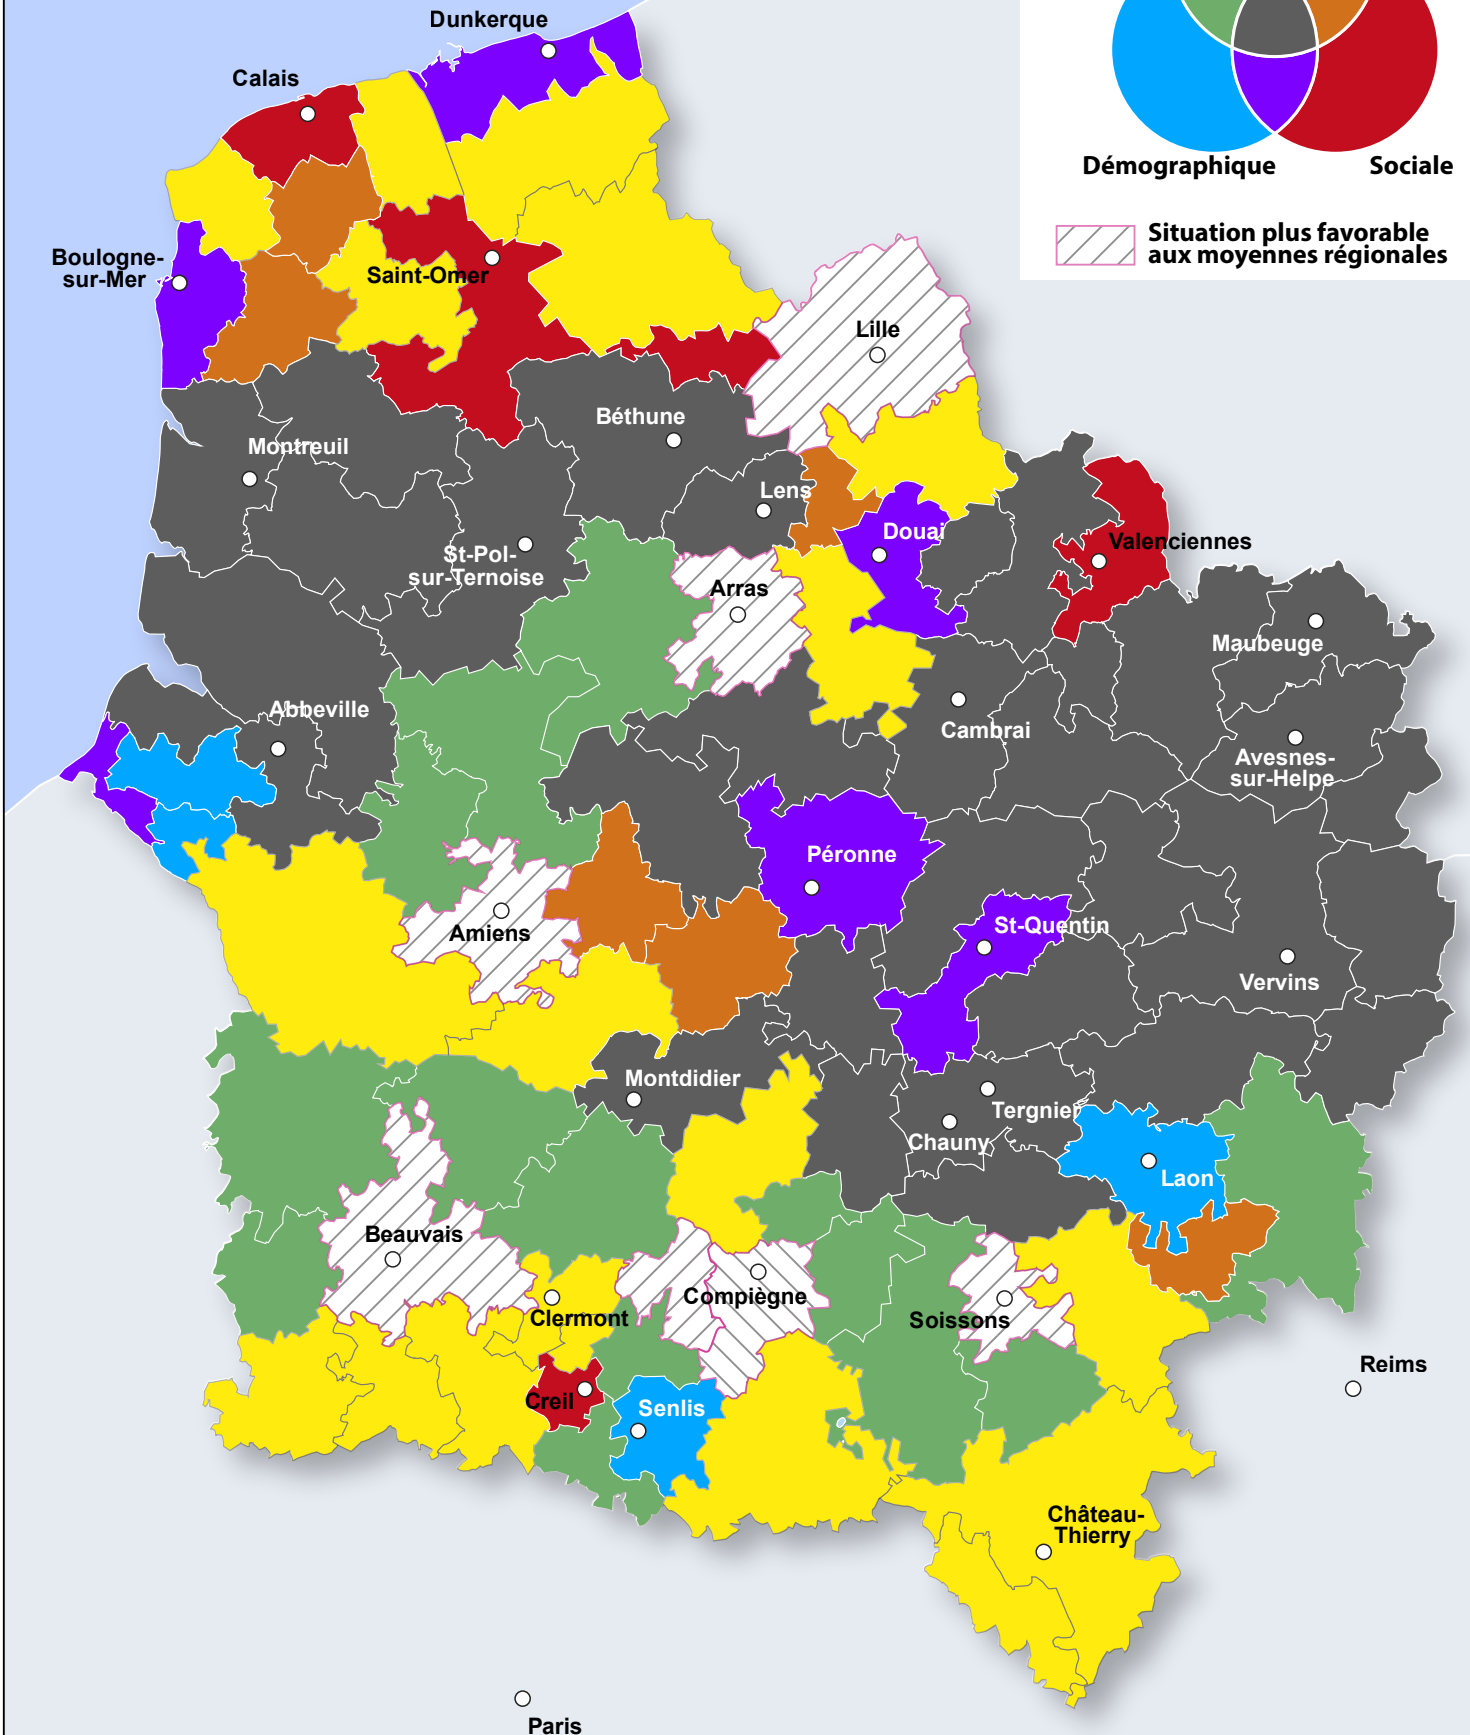 Dunkerque
Calais
Démographique
Sociale
Situation plus favorable
aux moyennes régionales
Boulogne-
sur-Mer
Saint-Omer
Lille
Béthune
Montreuil
Lens
Douai
Valenciennes
St-Pol-
sur-Ternoise
Arras
Maubeuge
Abbeville
Cambrai
Avesnes-
sur-Helpe
Péronne
Amiens
St-Quentin
Vervins
Montdidier
Tergnier
Chauny
Laon
Beauvais
Compiègne
Clermont
Soissons
Reims
Creil
Senlis
Château-
Thierry
Paris